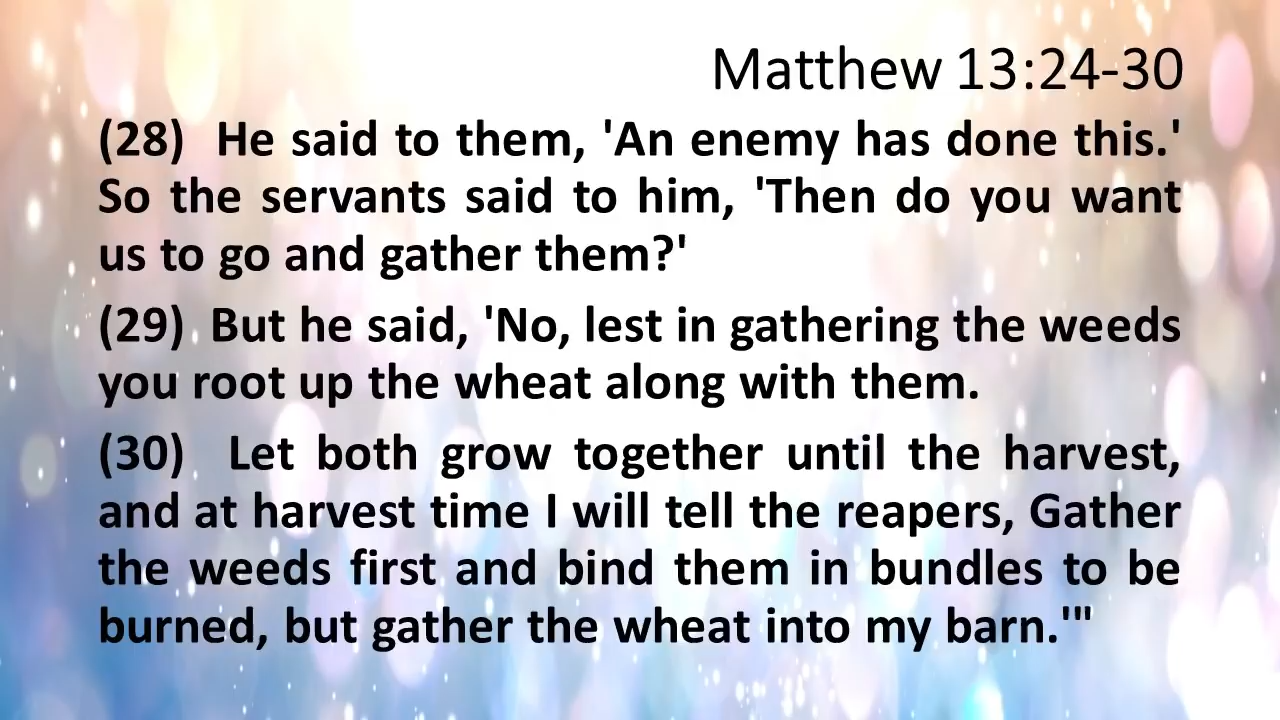 Matthew 13:24-30
(28)  He said to them, 'An enemy has done this.'
So the servants said to him, 'Then do you want
us to go and gather them?'
(29)  But he said, 'No, lest in gathering the weeds
you root up the wheat along with them.
(30)  Let both grow together until the harvest,
and at harvest time I will tell the reapers, Gather
the weeds first and bind them in bundles to be
burned, but gather the wheat into my barn.'"